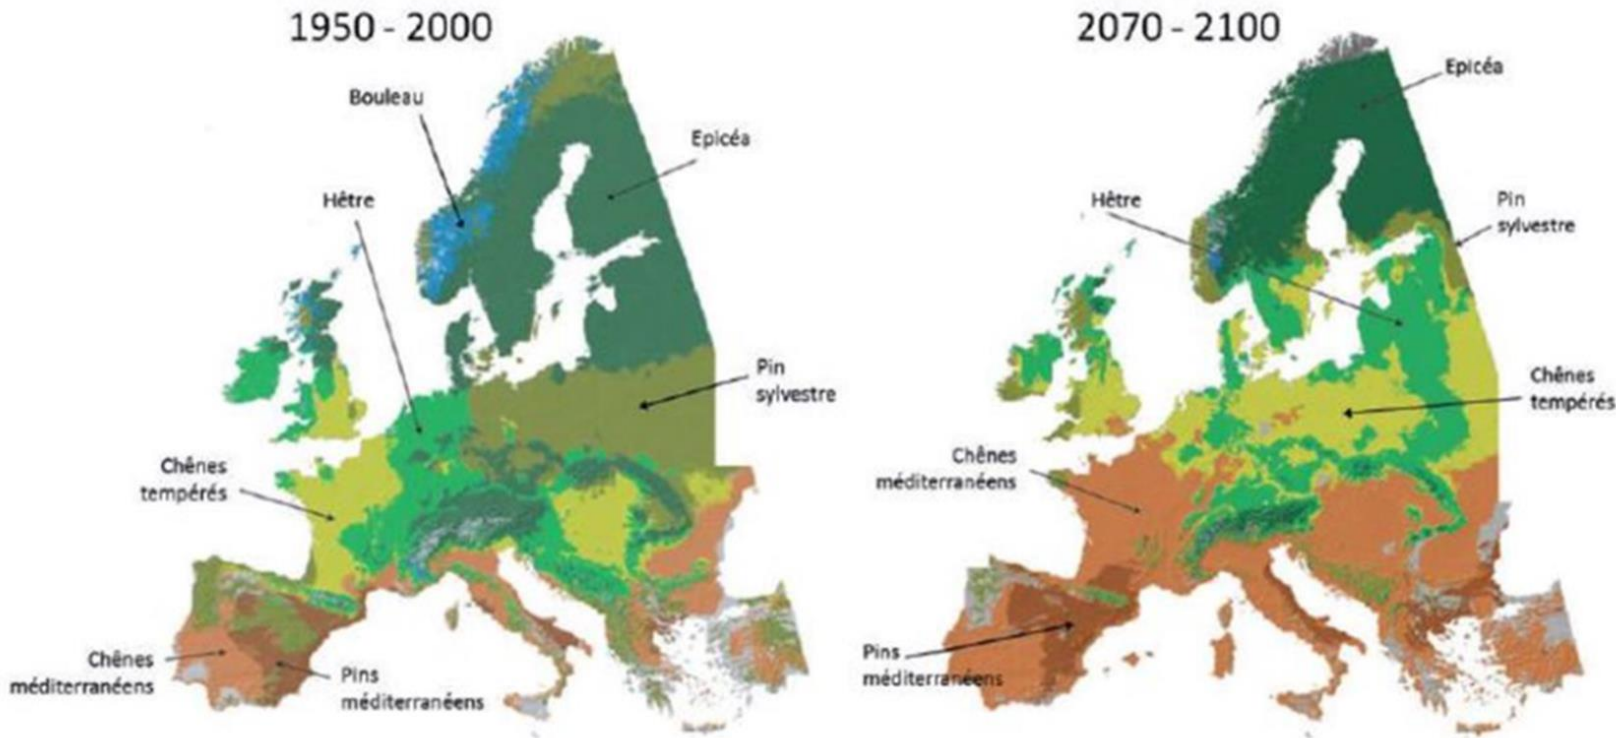 1950 - 2000
Bouleau
Epicéa
Hêtre
Pin
sylvestre
Chênes
tempérés
Chênes
méditerranéens
Pins
méditerranéens
2070 - 2100
Epicéa
Hêtre
Pin
sylvestre
Chênes
tempérés
Chênes
méditerranéens
Pins
méditerranéens